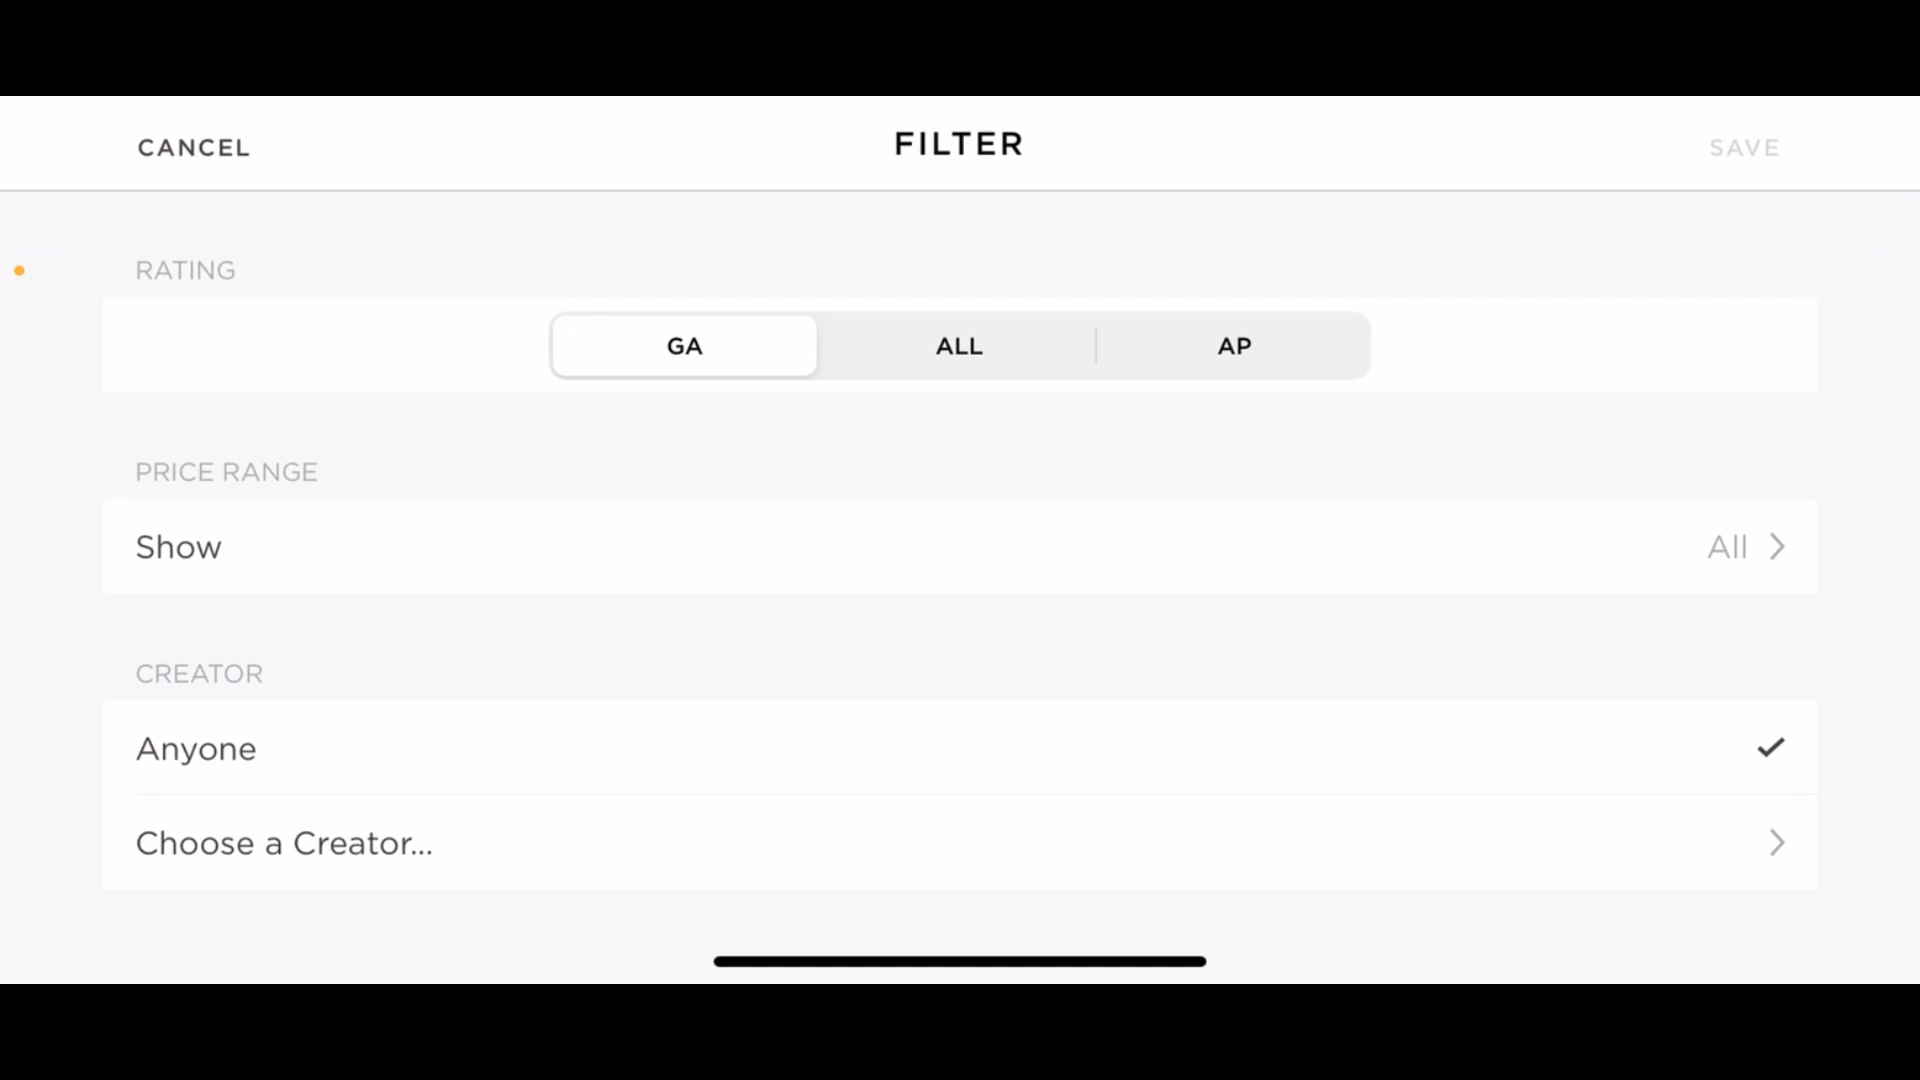 CANCEL
FILTER
SAVE
RATING
GA
ALL
AP
PRICE RANGE
Show
All
CREATOR
Anyone
Choose a Creator...